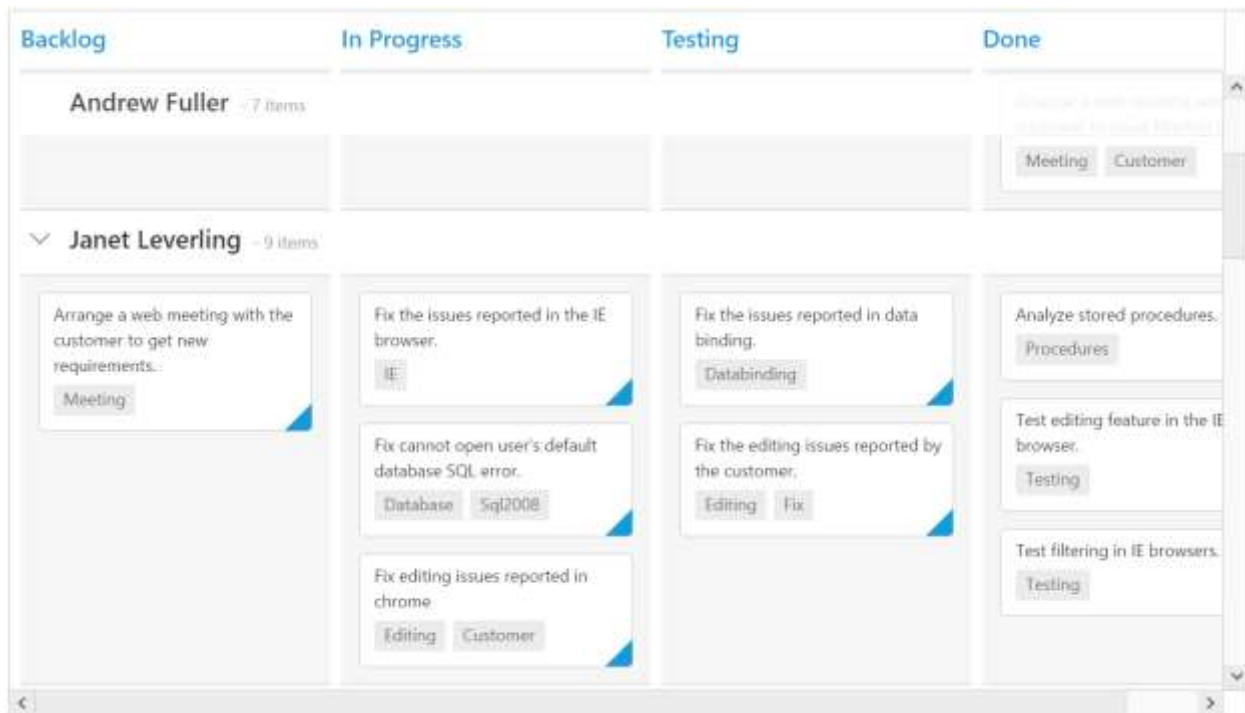 Backlog
In Progress
Testing
Done
Andrew Fuller - 7 items
Meeting Customer
Janet Leverling - 9 items
Arrange a web meeting with the
customer to get new
requirements.
Meeting
Fix the issues reported in the IE
browser.
IE
Fix cannot open user's default
database SQL error.
Database Sql2008
Fix editing issues reported in
chrome
Editing Customer
Fix the issues reported in data
binding.
Databinding
Fix the editing issues reported by
the customer.
Editing Fix
Analyze stored procedures.
Procedures
Test editing feature in the IE
browser.
Testing
Test filtering in IE browsers.
Testing